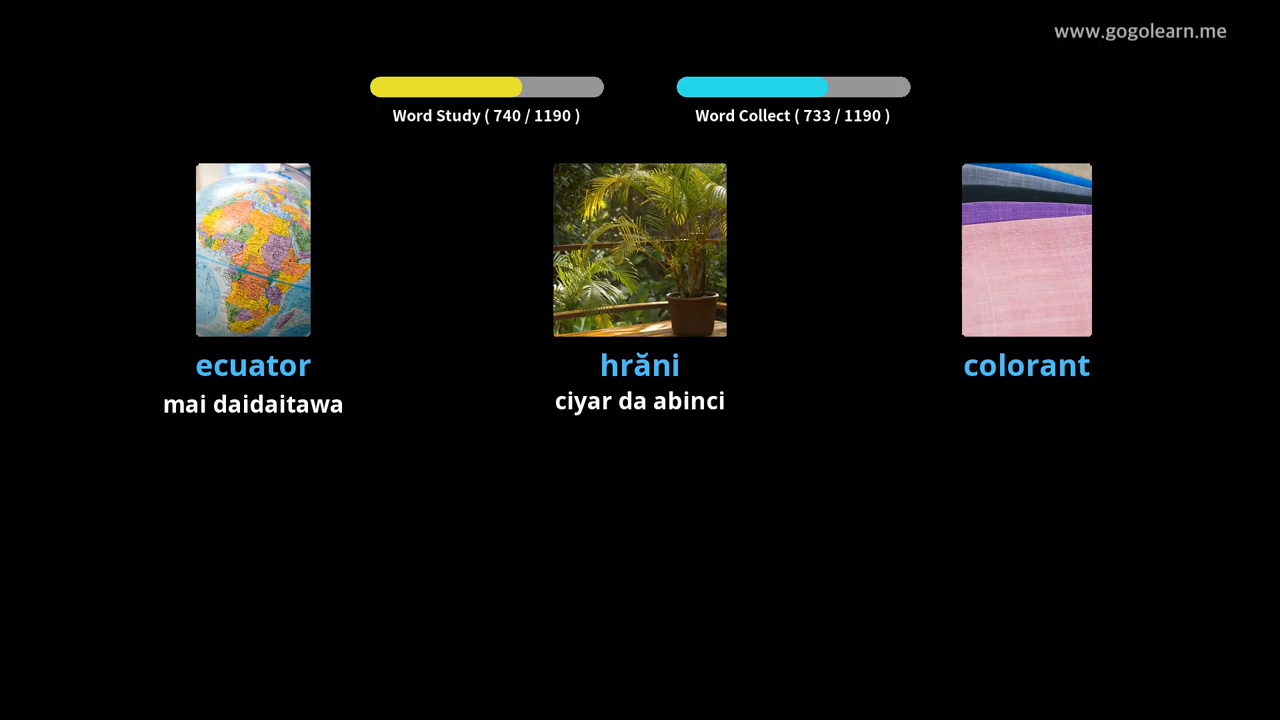 www.gogolearn.me
Word Study ( 740 / 1190 )
Word Collect ( 733 / 1190 )
ecuator
hrăni
colorant
mai daidaitawa
ciyar da abinci